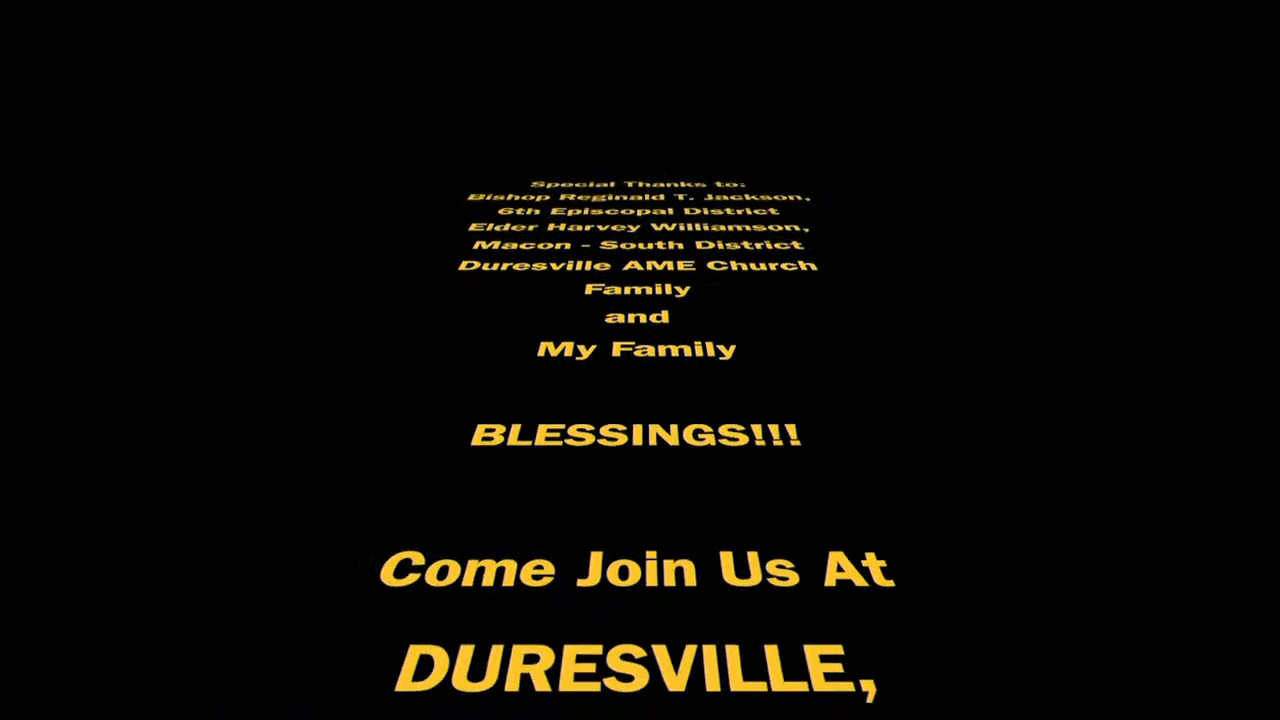 Special Thanks to:
Bishop Reginald T. Jackson,
6th Episcopal District
Elder Harvey Williamson,
Macon - South District
Duresville AME Church
Family
and
My Family
BLESSINGS!!!
Come Join Us At
DURESVILLE,